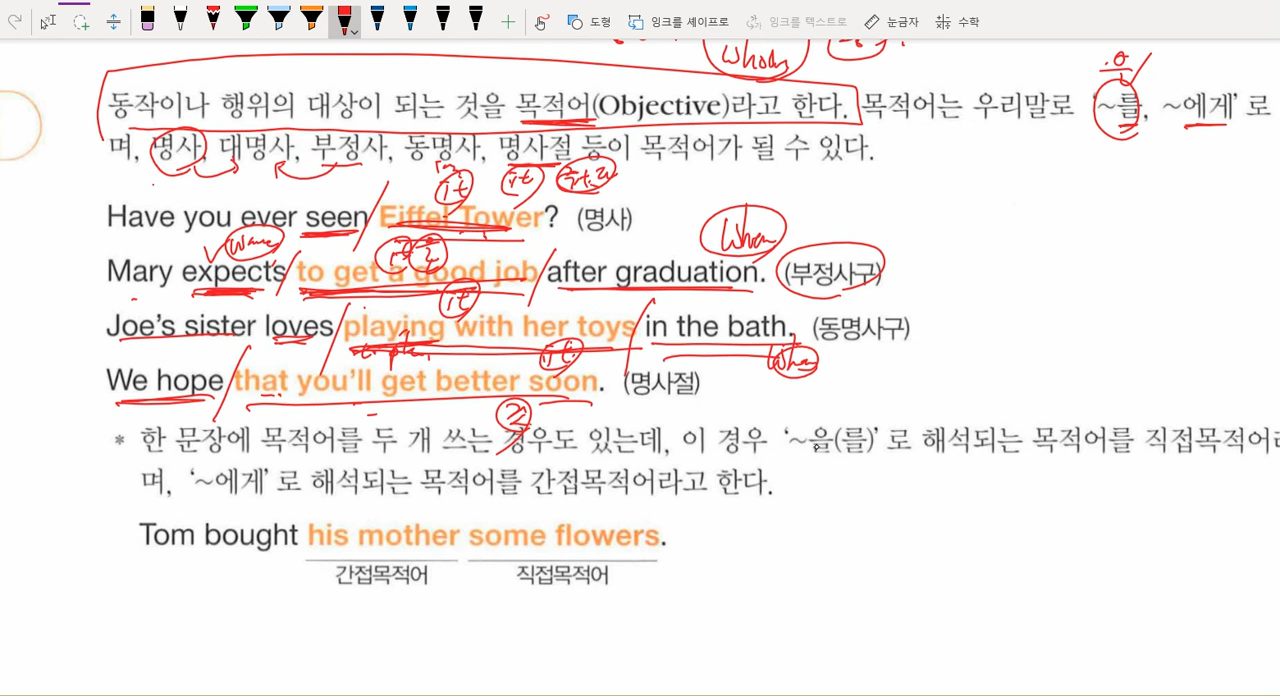 도형 잉크를 셰이프로 잉크를 텍스트로 눈금자 수학
동작이나 행위의 대상이 되는 것을 목적어(Objective)라고 한다. 목적어는 우리말로 '~를, ~에게' 로
며, 명사, 대명사, 부정사, 동명사, 명사절 등이 목적어가 될 수 있다.
it it
Have you ever seen Eiffel Tower? (명사)
When
Mary expects to get a good job after graduation. (부정사구)
it
Joe's sister loves playing with her toys in the bath. (동명사구)
it When
We hope that you'll get better soon. (명사절)
* 한 문장에 목적어를 두 개 쓰는 경우도 있는데, 이 경우 '~을(를)' 로 해석되는 목적어를 직접목적어
며, '~에게' 로 해석되는 목적어를 간접목적어라고 한다.
Tom bought his mother some flowers.
간접목적어 직접목적어